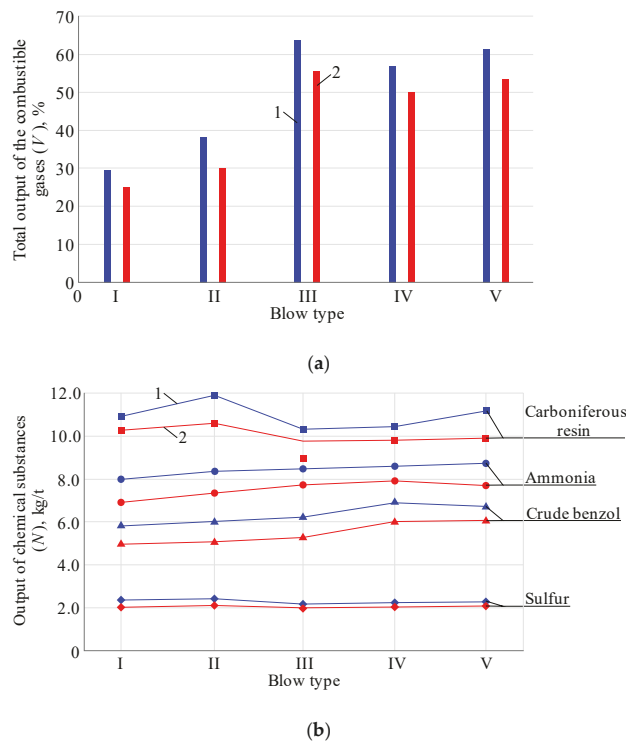 Total output of the combustible
gases (V), %
70
60
50
40
30
20
10
0
0
1
2
I II III IV V
Blow type
(a)
Output of chemical substances
(N), kg/t
12.0
10.0
8.0
6.0
4.0
2.0
1
2
Carboniferous
resin
Ammonia
Crude benzol
Sulfur
I II III IV V
Blow type
(b)